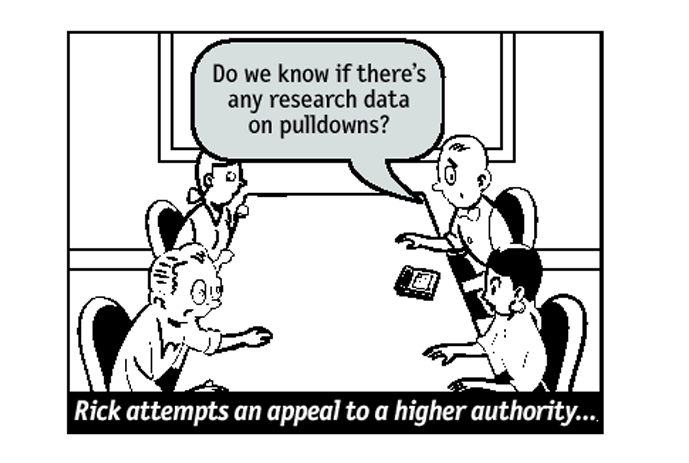 Do we know if there's
any research data
on pulldowns?
Rick attempts an appeal to a higher authority...